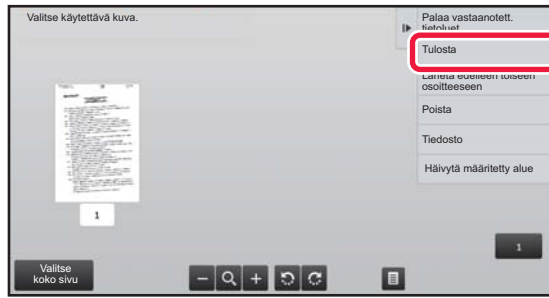 Valitse käytettävä kuva.
Palaa vastaanotett.
tietoluet
Tulosta
Lähetä edelleen toiseen
osoitteeseen
Poista
Tiedosto
Häivytä määritetty alue
1
1
Valitse
koko sivu